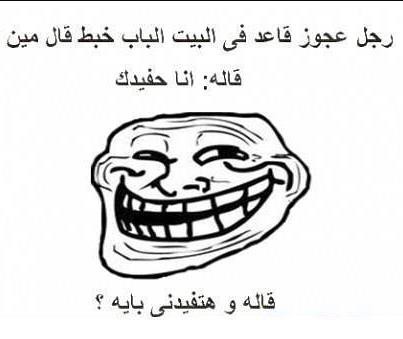 رجل عجوز قاعد فى البيت الباب خبط قال مين
قاله: انا حفيدك
قاله و هتفيدنى بايه ؟